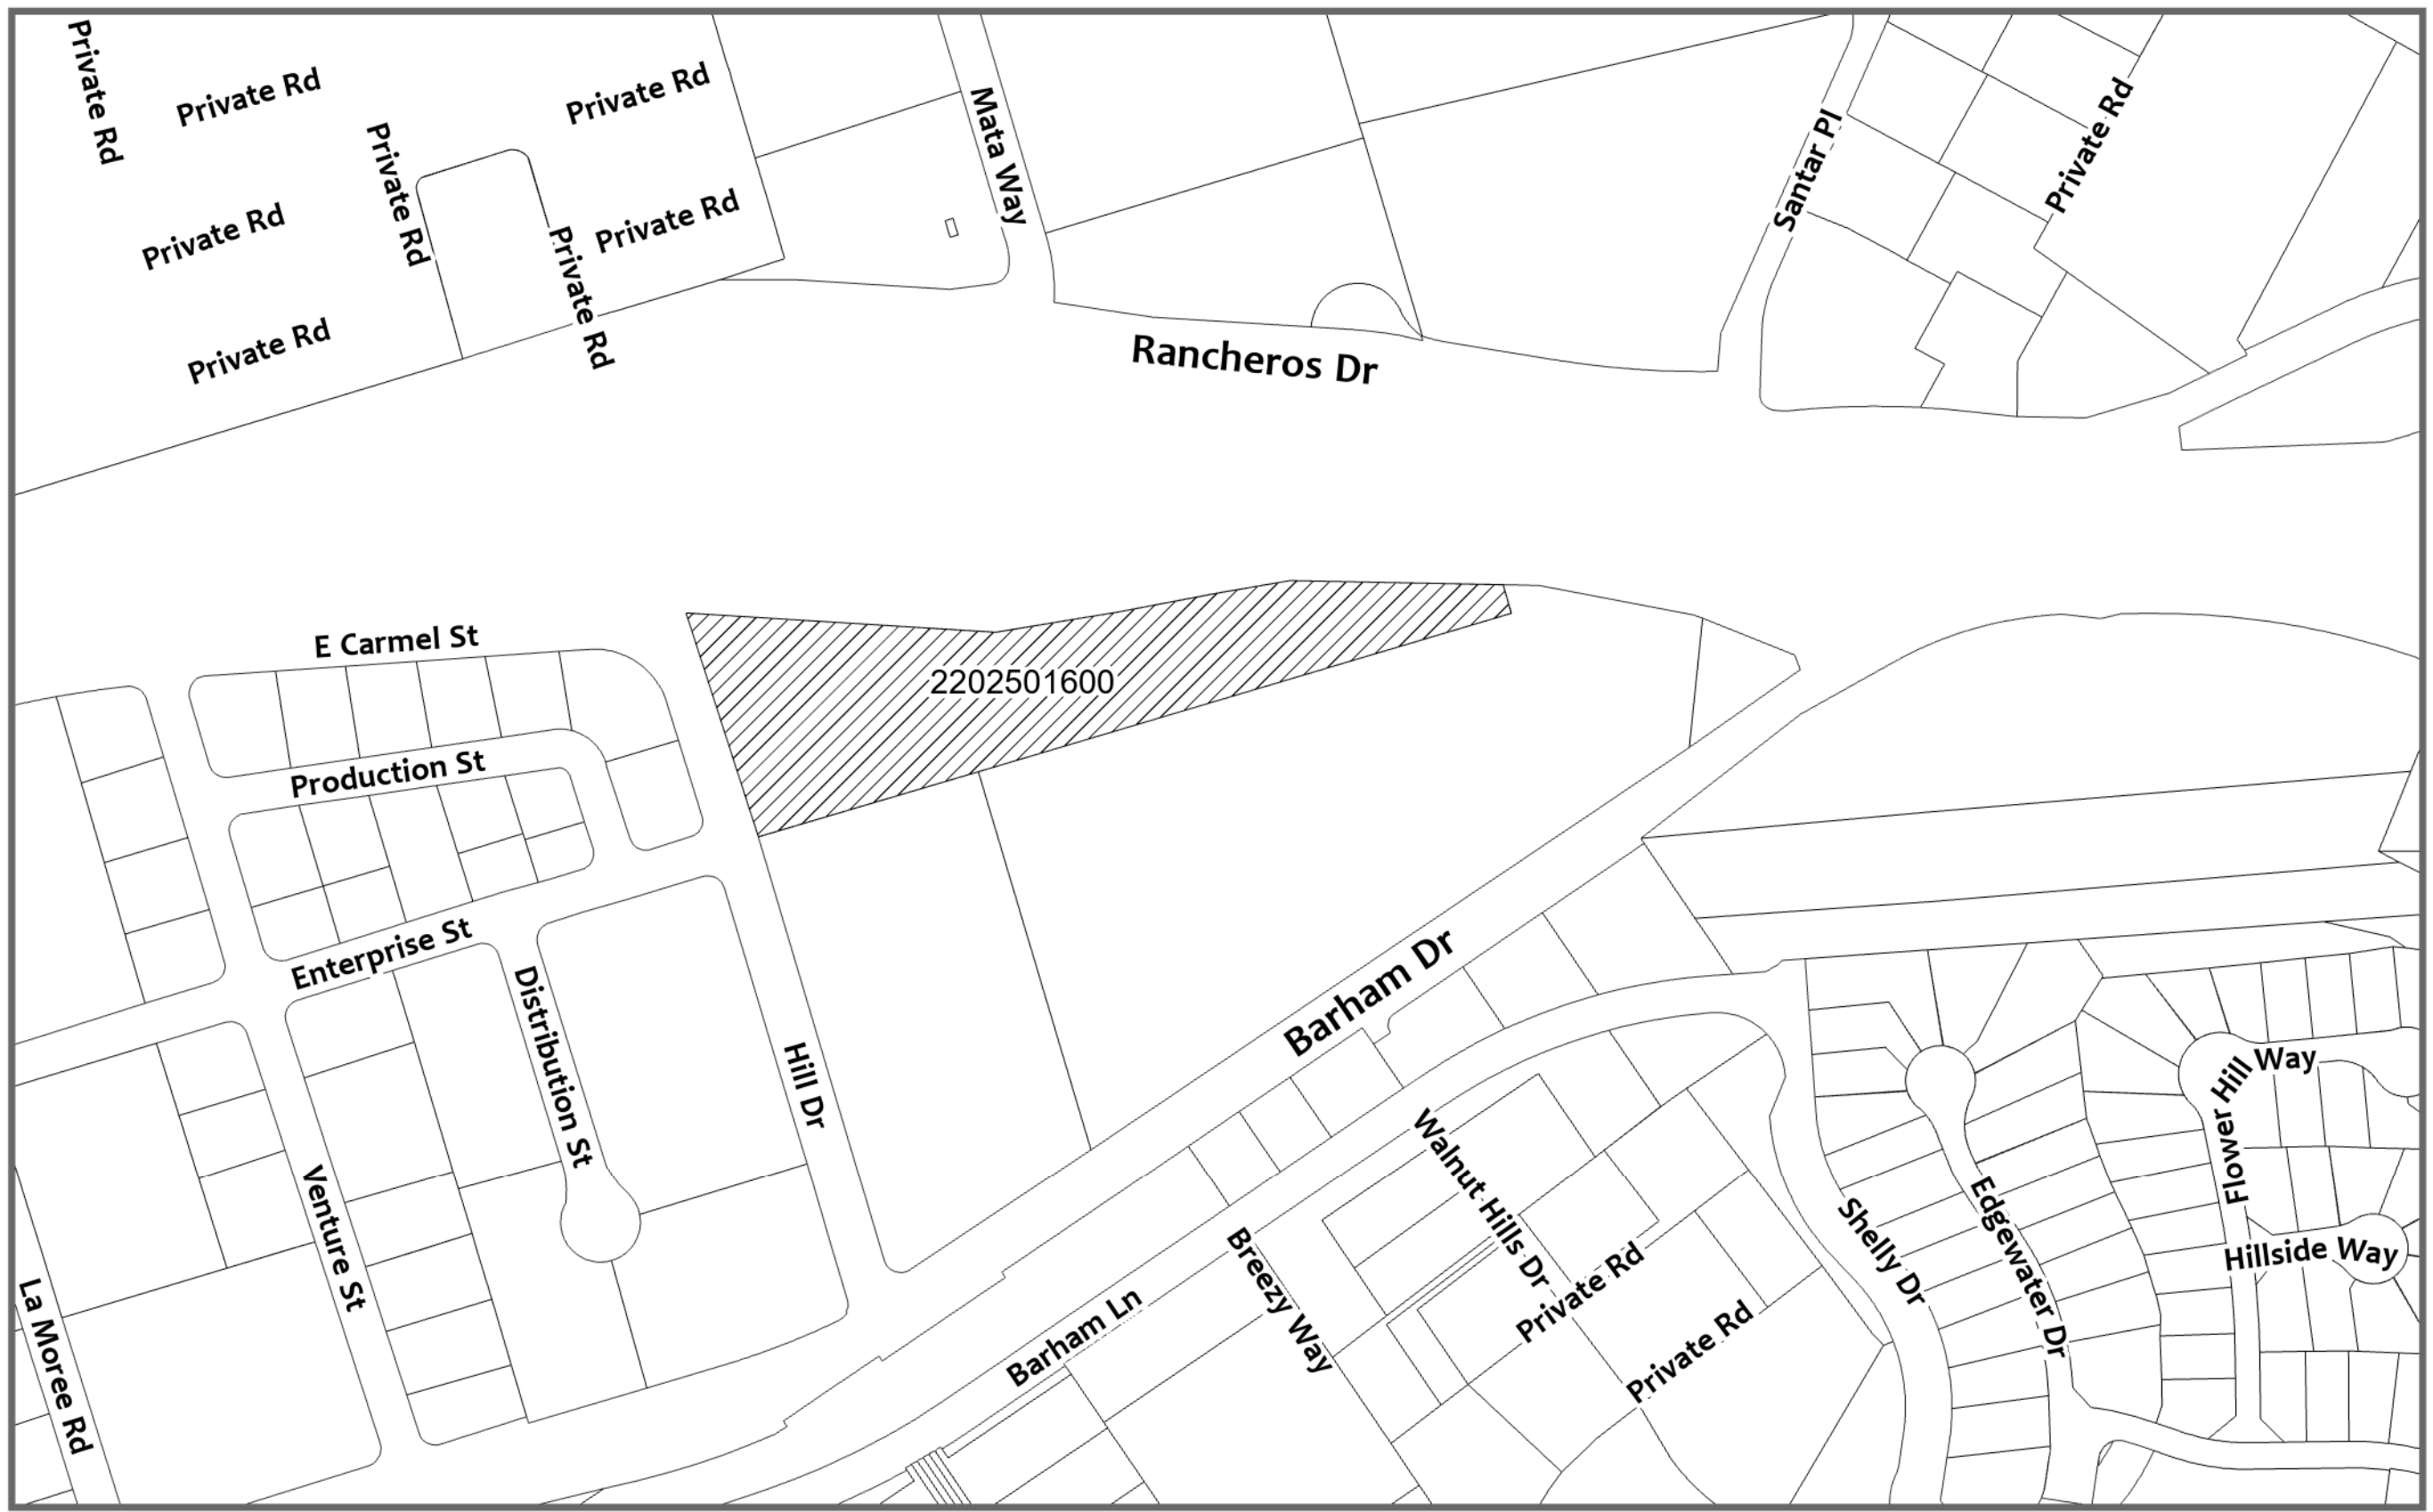 Private Rd
Private Rd
Private Rd
Private Rd
Mata Way
Santar Pl
Private Rd
Private Rd
Private Rd
Private Rd
Private Rd
Private Rd
Rancheros Dr
E Carmel St
2202501600
Production St
Enterprise St
Distribution St
Hill Dr
Barham Dr
Venture St
La Moree Rd
Barham Ln
Breezy Way
Walnut Hills Dr
Private Rd
Private Rd
Shelly Dr
Edgewater Dr
Flower Hill Way
Hillside Way